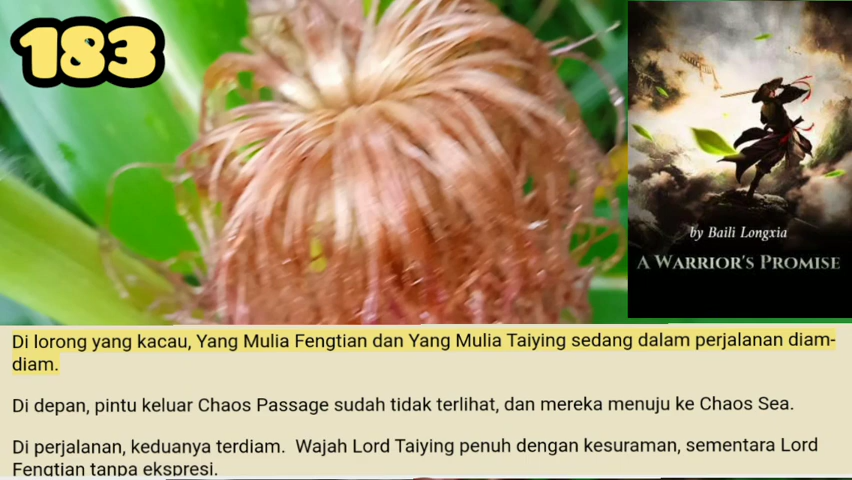 183
by Baili Longxia
A WARRIOR'S PROMISE
Di lorong yang kacau, Yang Mulia Fengtian dan Yang Mulia Taiying sedang dalam perjalanan diam-
diam.
Di depan, pintu keluar Chaos Passage sudah tidak terlihat, dan mereka menuju ke Chaos Sea.
Di perjalanan, keduanya terdiam.  Wajah Lord Taiying penuh dengan kesuraman, sementara Lord
Fengtian tanpa ekspresi.